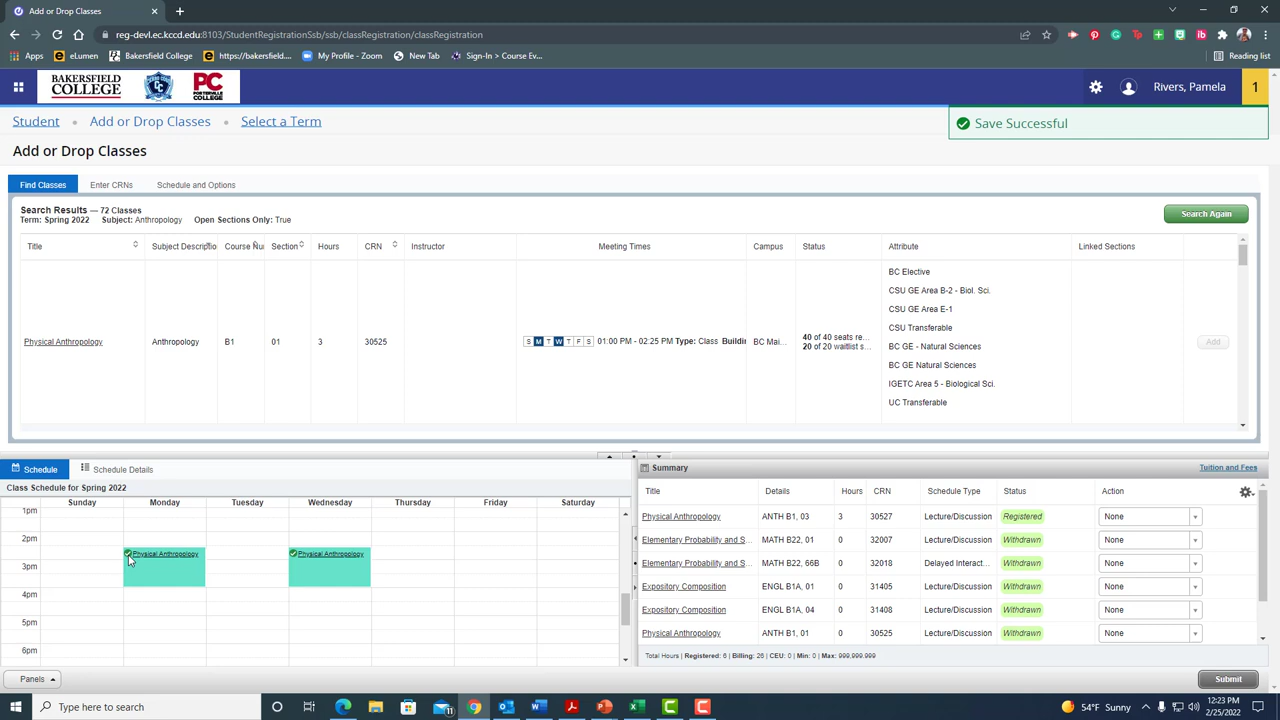 Add or Drop Classes
reg-devl.ec.kccd.edu:8103/StudentRegistrationSsb/ssb/classRegistration/classRegistration
Apps eLumen Bakersfield College https://bakersfield.... My Profile - Zoom New Tab Sign-In > Course Ev... Reading list
BAKERSFIELD COLLEGE PC PORTERVILLE COLLEGE Rivers, Pamela 1
Student Add or Drop Classes Select a Term
Save Successful
Add or Drop Classes
Find Classes Enter CRNs Schedule and Options
Search Results — 72 Classes
Term: Spring 2022 Subject: Anthropology Open Sections Only: True
Search Again
Title Subject Descriptio Course Nu Section Hours CRN Instructor Meeting Times Campus Status Attribute Linked Sections
BC Elective
CSU GE Area B-2 - Biol. Sci.
CSU GE Area E-1
CSU Transferable
Physical Anthropology Anthropology B1 01 3 30525 S M T W T F S 01:00 PM - 02:25 PM Type: Class Buildin BC Mai... 40 of 40 seats re... Add
20 of 20 waitlist s...
BC GE - Natural Sciences
BC GE Natural Sciences
IGETC Area 5 - Biological Sci.
UC Transferable
Schedule Schedule Details
Class Schedule for Spring 2022
Sunday Monday Tuesday Wednesday Thursday Friday Saturday
1pm
2pm
Physical Anthropology Physical Anthropology
3pm
4pm
5pm
6pm
Summary Tuition and Fees
Title Details Hours CRN Schedule Type Status Action
Physical Anthropology ANTH B1, 03 3 30527 Lecture/Discussion Registered None
Elementary Probability and S... MATH B22, 01 0 32007 Lecture/Discussion Withdrawn None
Elementary Probability and S... MATH B22, 66B 0 32018 Delayed Interact... Withdrawn None
Expository Composition ENGL B1A, 01 0 31405 Lecture/Discussion Withdrawn None
Expository Composition ENGL B1A, 04 0 31408 Lecture/Discussion Withdrawn None
Physical Anthropology ANTH B1, 01 0 30525 Lecture/Discussion Withdrawn None
Total Hours | Registered: 6 | Billing: 26 | CEU: 0 | Min: 0 | Max: 999,999.999
Panels Submit
Type here to search 54°F Sunny 12:23 PM
2/25/2022